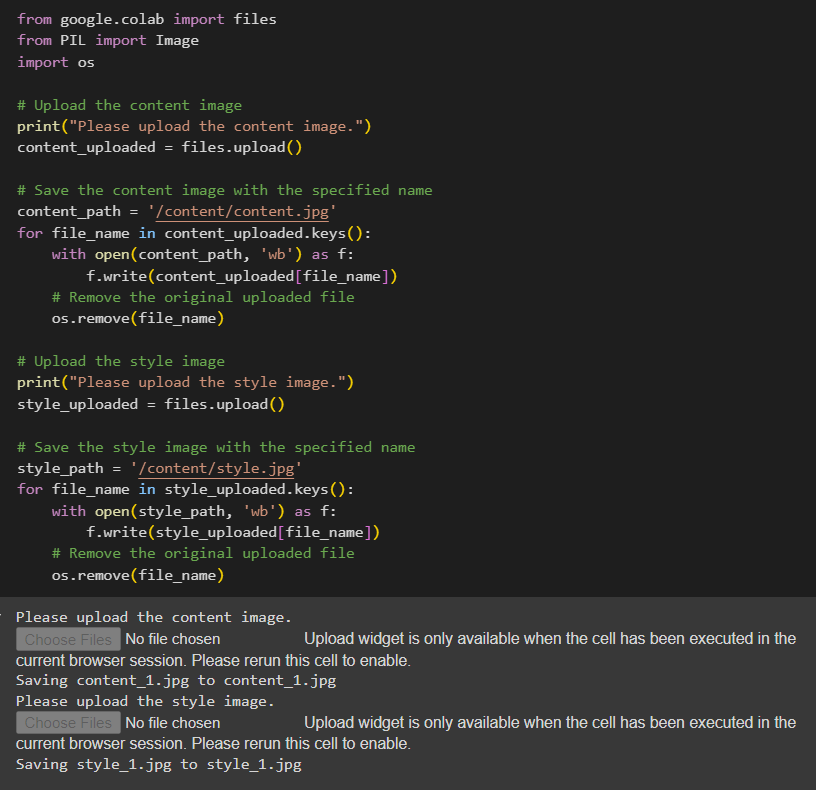 from google.colab import files
from PIL import Image
import os
# Upload the content image
print("Please upload the content image.")
content_uploaded = files.upload()
# Save the content image with the specified name
content_path = '/content/content.jpg'
for file_name in content_uploaded.keys():
    with open(content_path, 'wb') as f:
        f.write(content_uploaded[file_name])
    # Remove the original uploaded file
    os.remove(file_name)
# Upload the style image
print("Please upload the style image.")
style_uploaded = files.upload()
# Save the style image with the specified name
style_path = '/content/style.jpg'
for file_name in style_uploaded.keys():
    with open(style_path, 'wb') as f:
        f.write(style_uploaded[file_name])
    # Remove the original uploaded file
    os.remove(file_name)
Please upload the content image.
Choose Files No file chosen Upload widget is only available when the cell has been executed in the
current browser session. Please rerun this cell to enable.
Saving content_1.jpg to content_1.jpg
Please upload the style image.
Choose Files No file chosen Upload widget is only available when the cell has been executed in the
current browser session. Please rerun this cell to enable.
Saving style_1.jpg to style_1.jpg